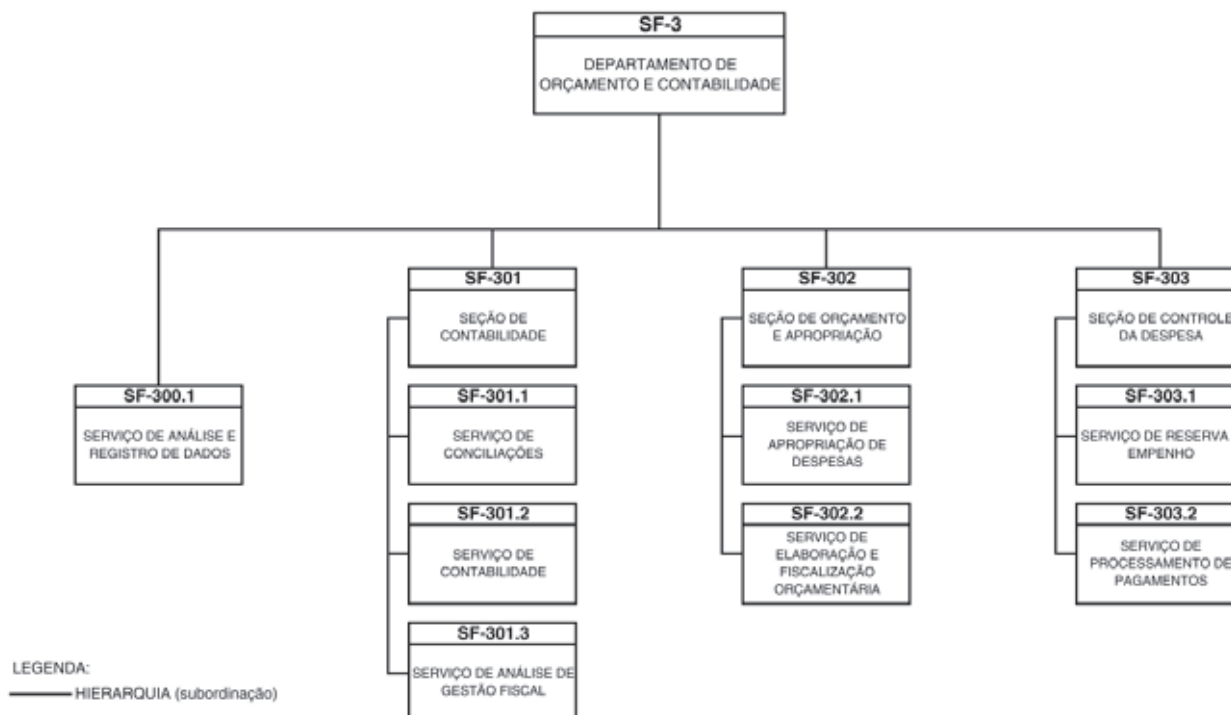 SF-3
DEPARTAMENTO DE
ORÇAMENTO E CONTABILIDADE
SF-300.1
SERVIÇO DE ANÁLISE E
REGISTRO DE DADOS
SF-301
SEÇÃO DE
CONTABILIDADE
SF-301.1
SERVIÇO DE
CONCILIAÇÕES
SF-301.2
SERVIÇO DE
CONTABILIDADE
SF-301.3
SERVIÇO DE ANÁLISE DE
GESTÃO FISCAL
SF-302
SEÇÃO DE ORÇAMENTO
E APROPRIAÇÃO
SF-302.1
SERVIÇO DE
APROPRIAÇÃO DE
DESPESAS
SF-302.2
SERVIÇO DE
ELABORAÇÃO E
FISCALIZAÇÃO
ORÇAMENTÁRIA
SF-303
SEÇÃO DE CONTROLE
DA DESPESA
SF-303.1
SERVIÇO DE RESERVA
EMPENHO
SF-303.2
SERVIÇO DE
PROCESSAMENTO DE
PAGAMENTOS
LEGENDA:
HIERARQUIA (subordinação)